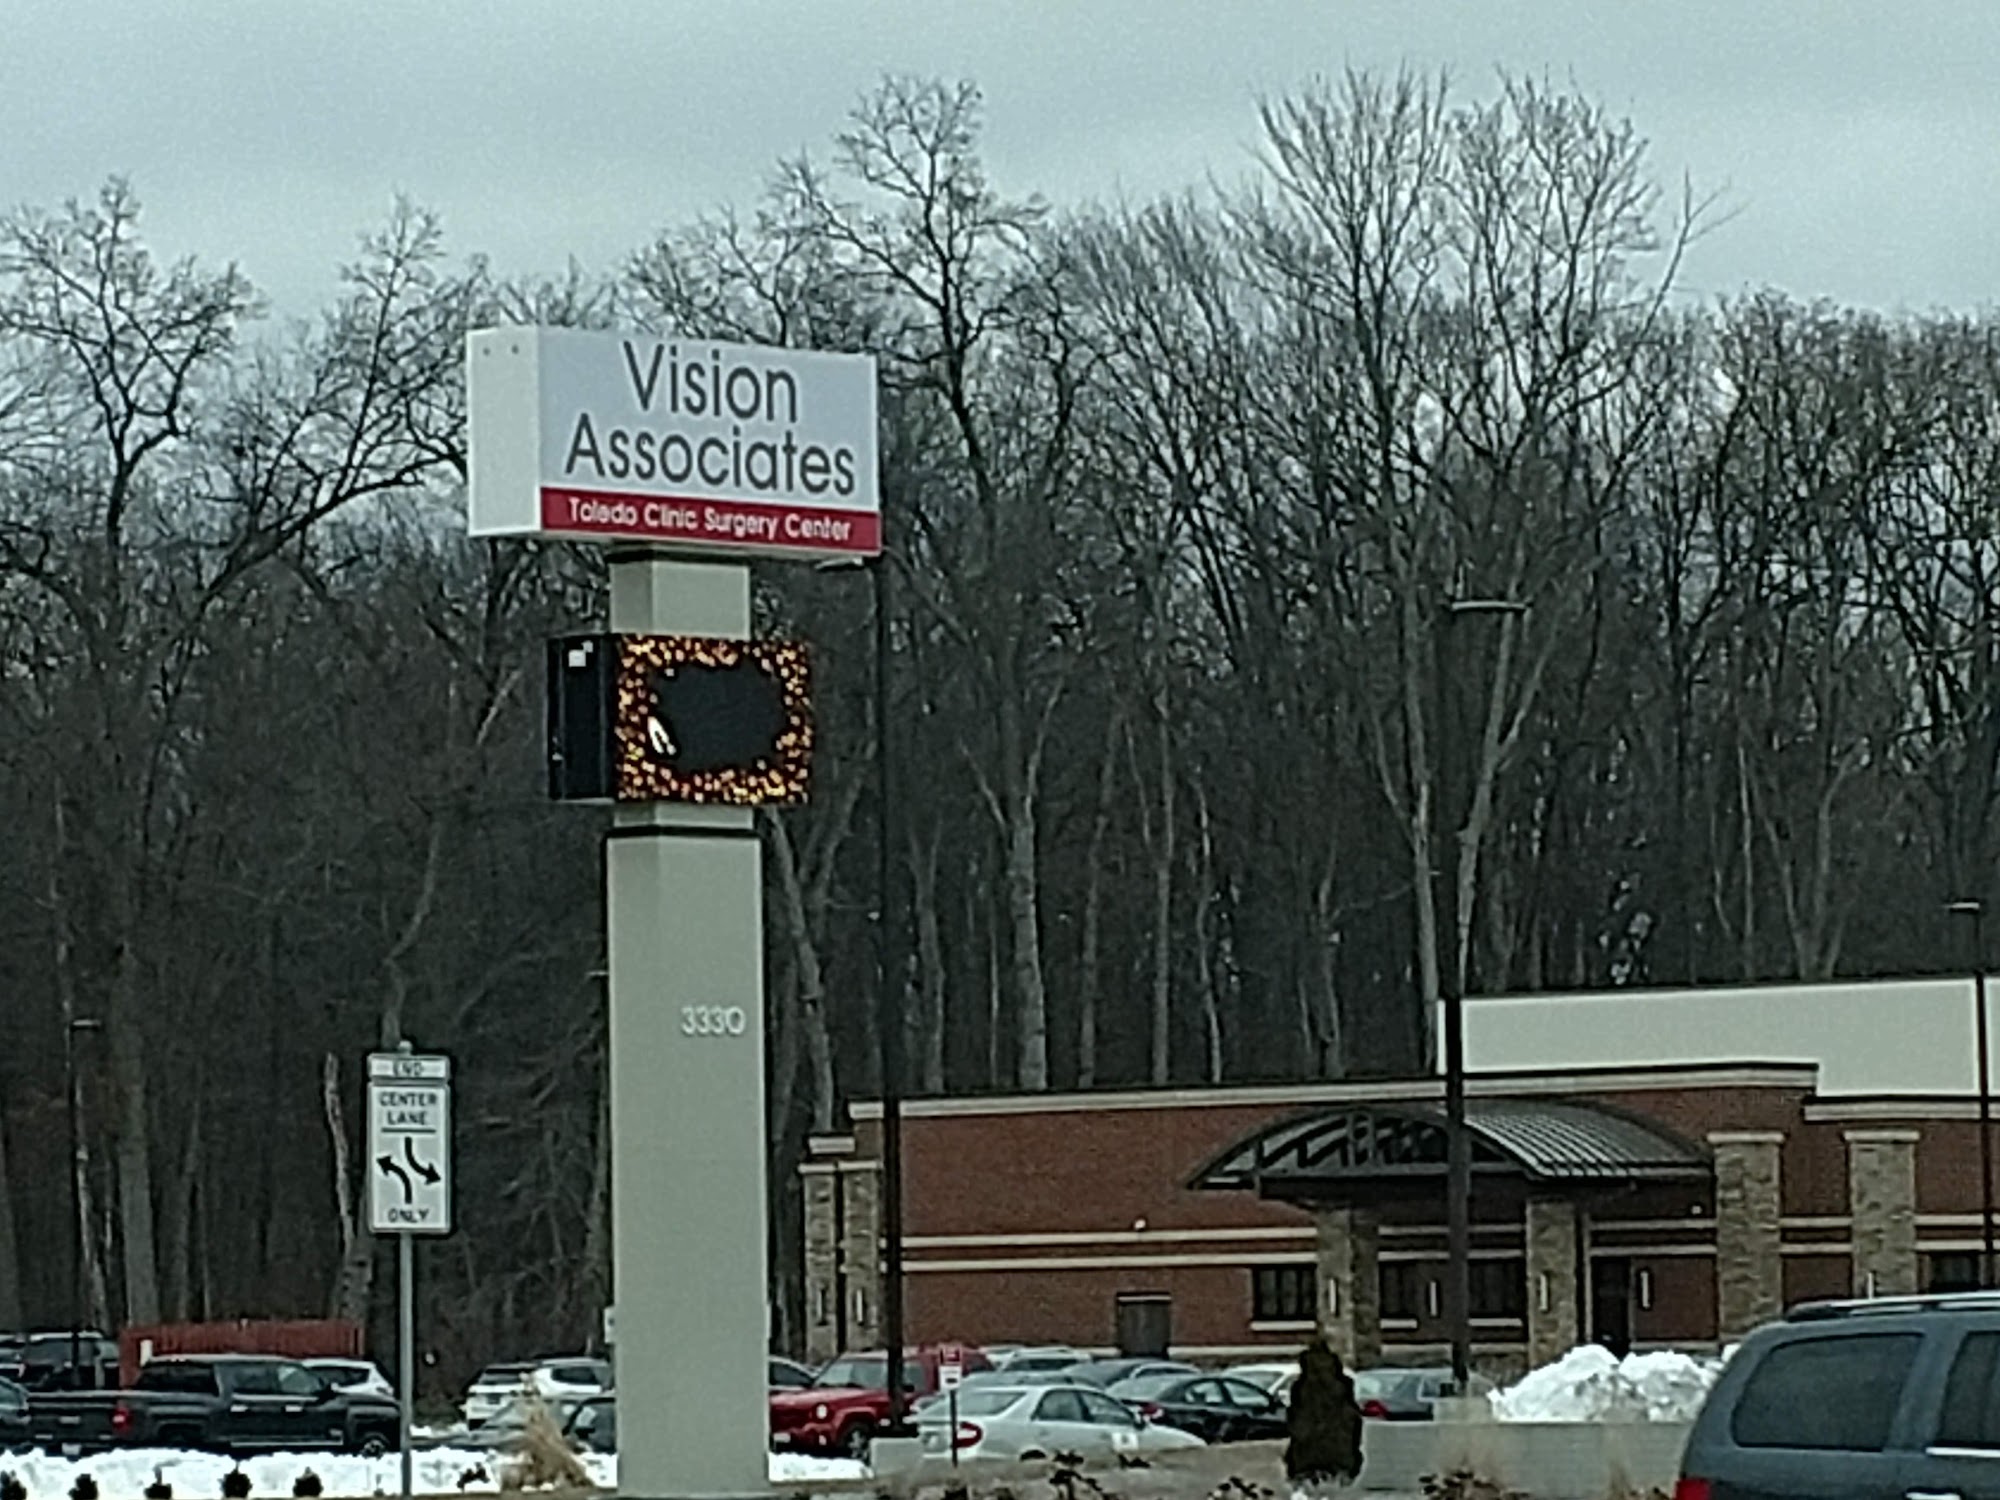 Vision
Associates
Toledo Clinic Surgery Center
3330
END
CENTER
LANE
ONLY